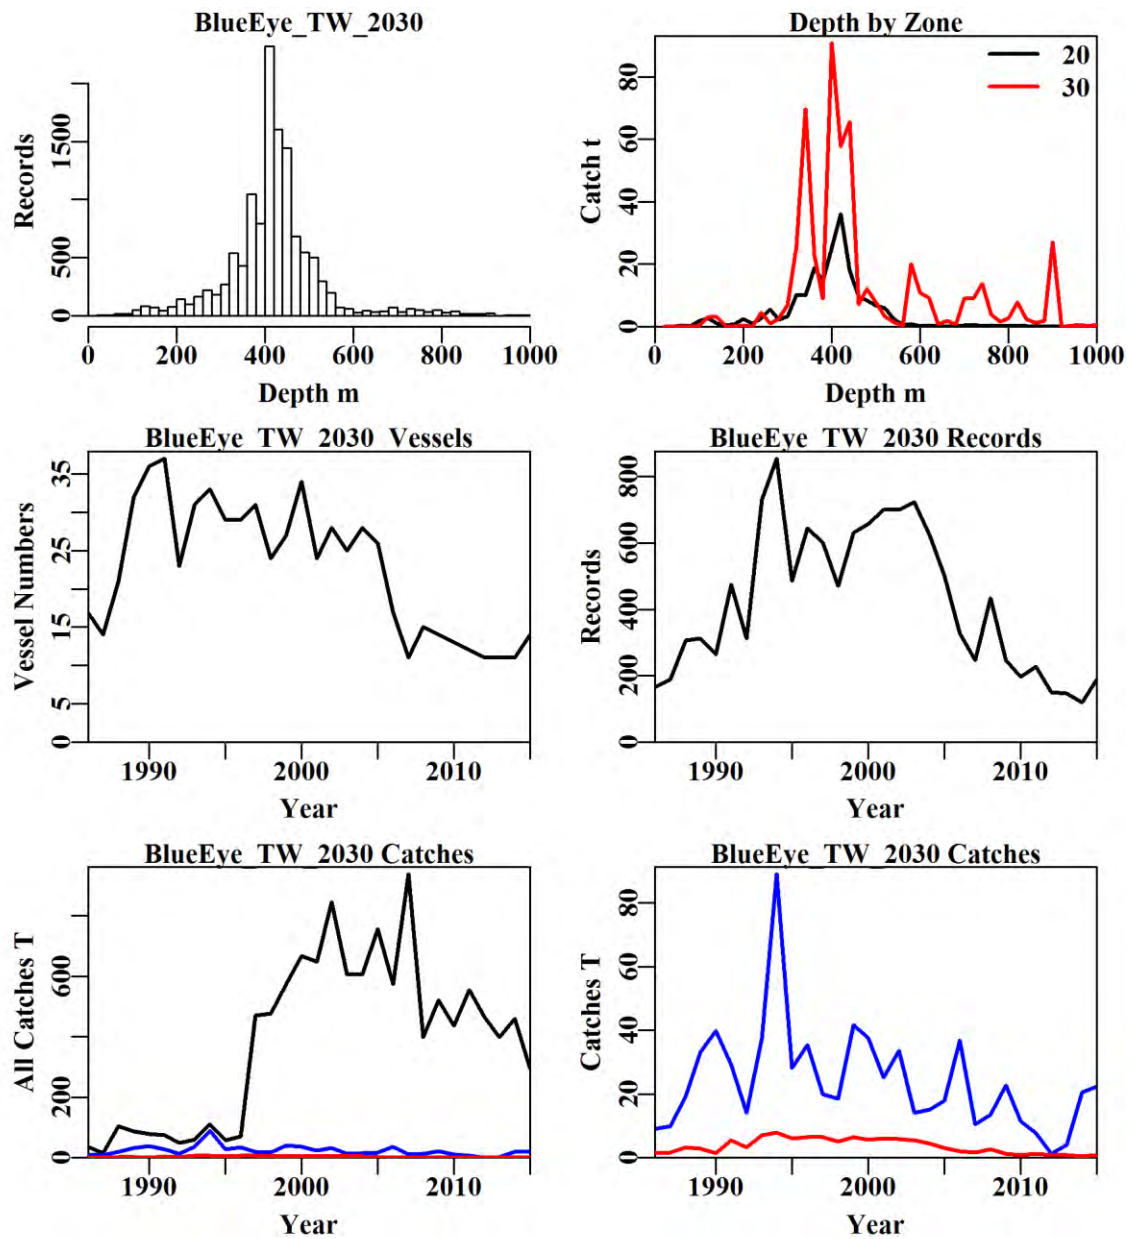 BlueEye_TW_2030
Records
0
500
1500
0
200
400
600
800
1000
Depth m
Depth by Zone
20
30
Catch t
0
20
40
60
80
0
200
400
600
800
1000
Depth m
BlueEye_TW_2030_Vessels
Vessel Numbers
0
5
15
25
35
1990
2000
2010
Year
BlueEye_TW_2030 Records
Records
0
200
400
600
800
1990
2000
2010
Year
BlueEye_TW_2030 Catches
All Catches T
0
200
600
1990
2000
2010
Year
BlueEye_TW_2030 Catches
Catches T
0
20
40
60
80
1990
2000
2010
Year